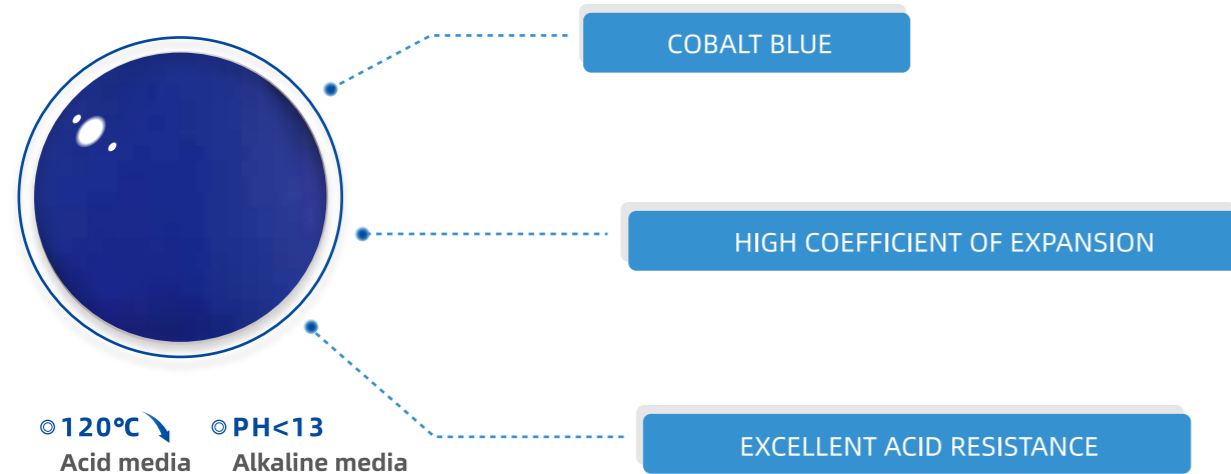 COBALT BLUE
HIGH COEFFICIENT OF EXPANSION
EXCELLENT ACID RESISTANCE
120℃ PH<13
Acid media Alkaline media